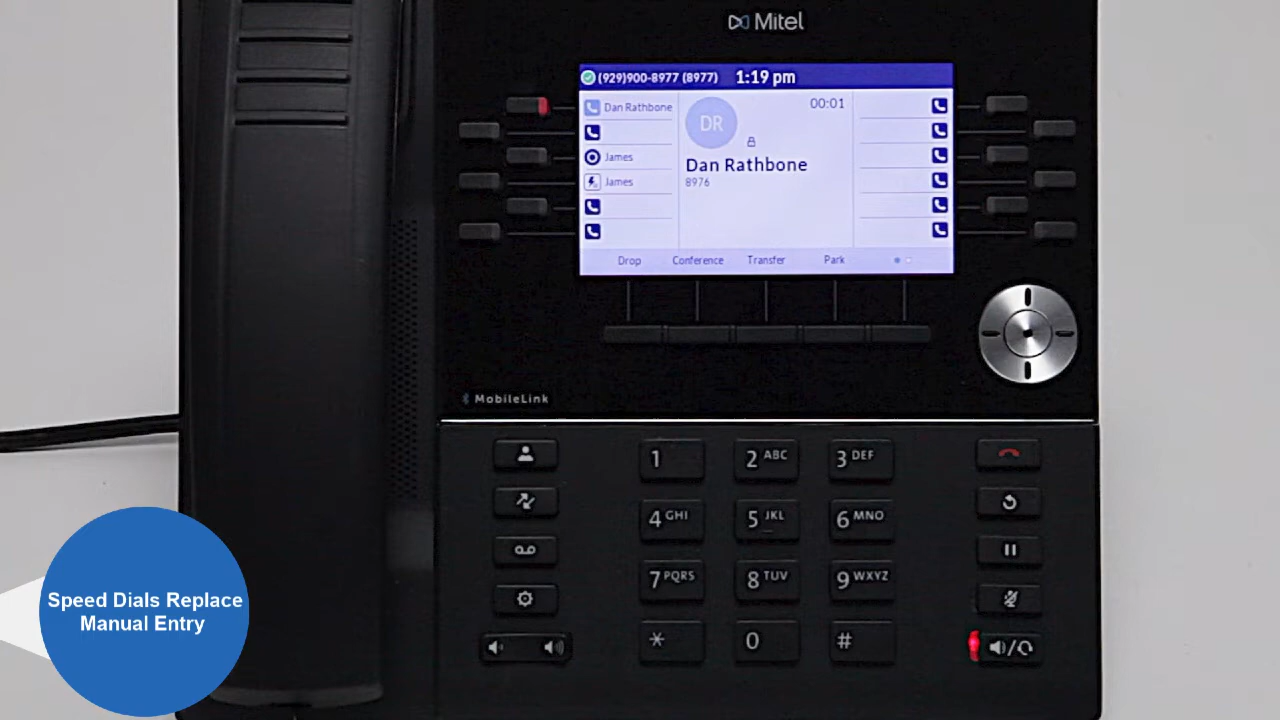 Mitel
(929)900-8977 (8977) 1:19 pm
Dan Rathbone
James
James
DR
00:01
Dan Rathbone
8976
Drop Conference Transfer Park
MobileLink
1 2 ABC 3 DEF
4 GHI 5 JKL 6 MNO
7 PQRS 8 TUV 9 WXYZ
* 0 #
Speed Dials Replace
Manual Entry